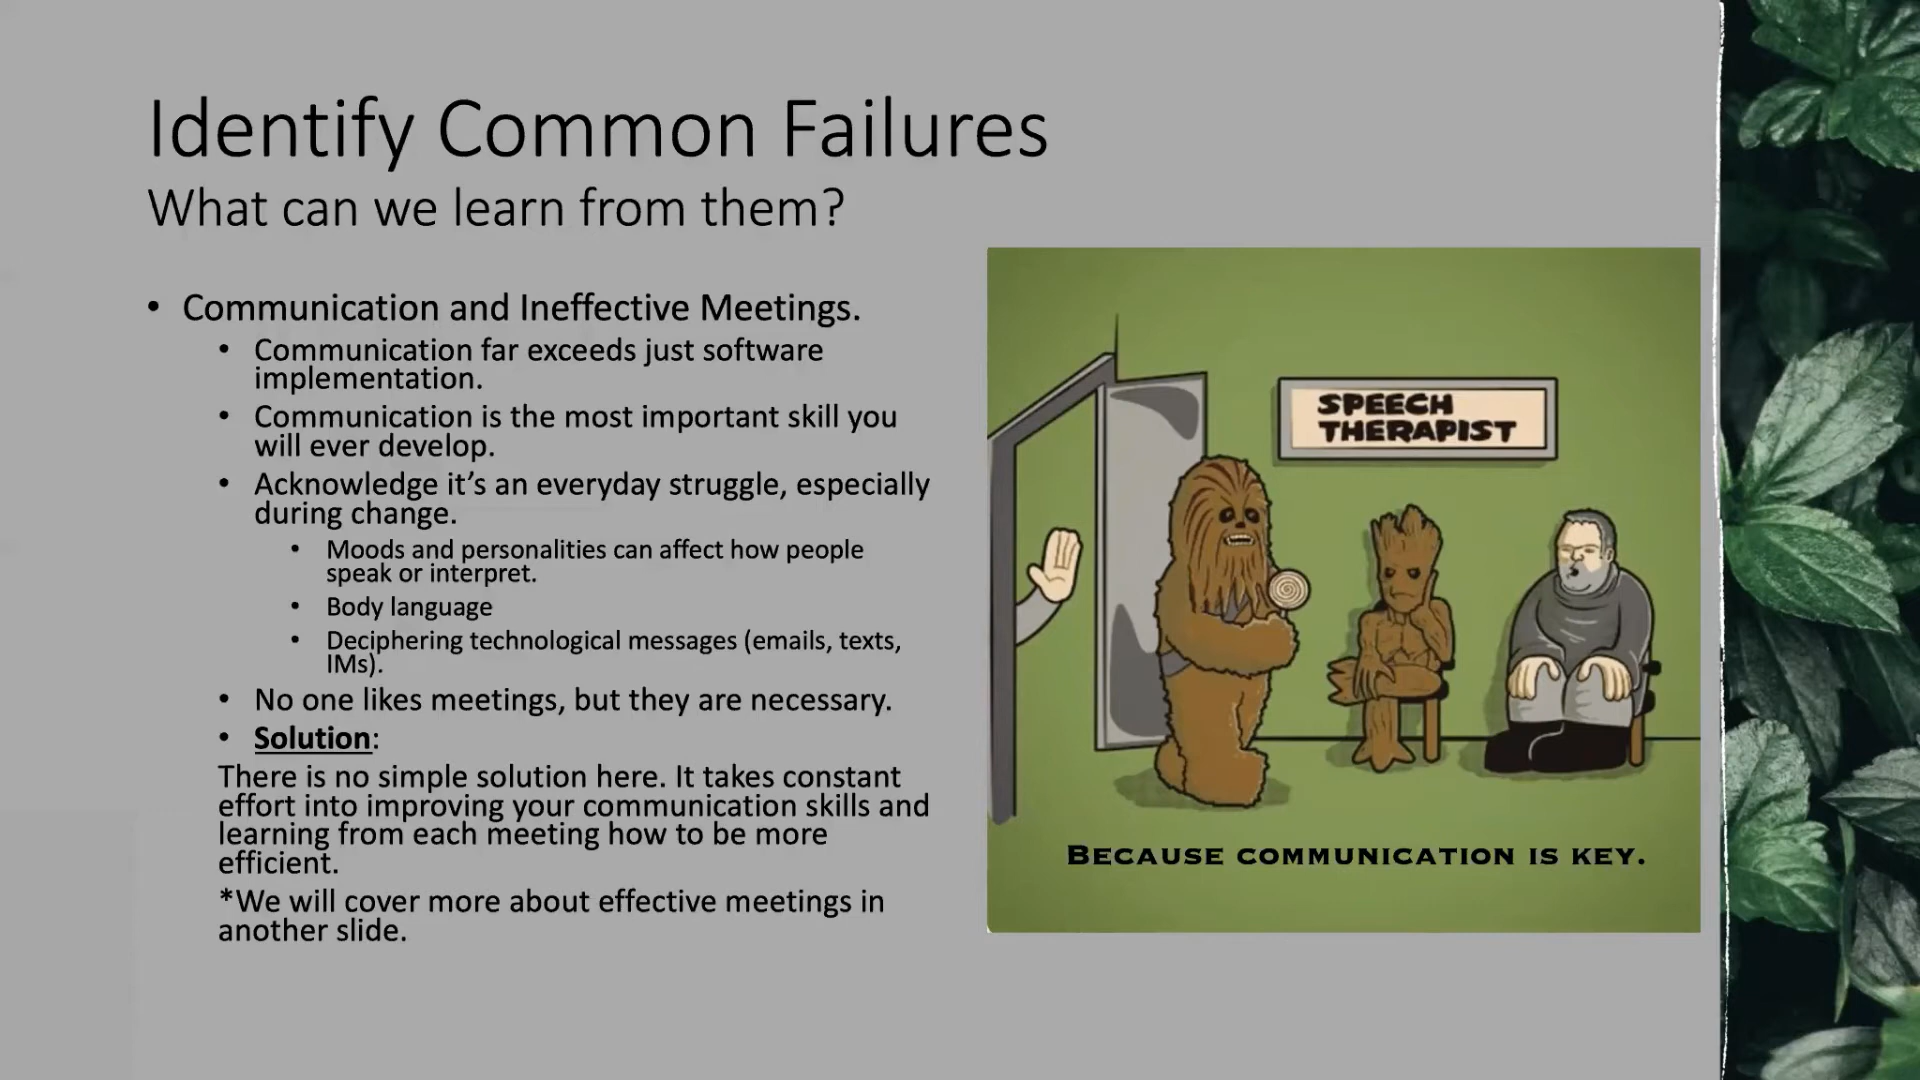 Identify Common Failures
What can we learn from them?
• Communication and Ineffective Meetings.
• Communication far exceeds just software
implementation.
• Communication is the most important skill you
will ever develop.
• Acknowledge it’s an everyday struggle, especially
during change.
• Moods and personalities can affect how people
speak or interpret.
• Body language
• Deciphering technological messages (emails, texts,
IMs).
• No one likes meetings, but they are necessary.
• Solution:
There is no simple solution here. It takes constant
effort into improving your communication skills and
learning from each meeting how to be more
efficient.
*We will cover more about effective meetings in
another slide.
SPEECH
THERAPIST
BECAUSE COMMUNICATION IS KEY.